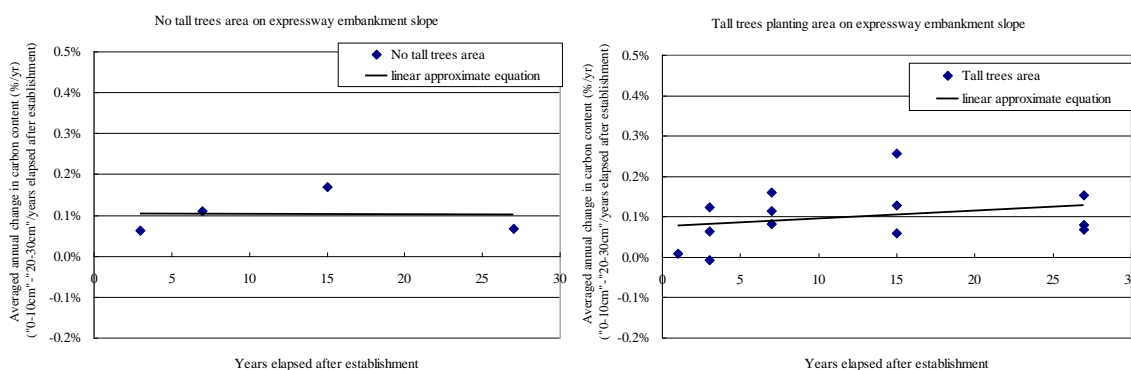 No tall trees area on expressway embankment slope
Averaged annual change in carbon content (%/yr)
("0-10cm"-"20-30cm"/years elapsed after establishment)
0.5%
0.4%
0.3%
0.2%
0.1%
0.0%
-0.1%
-0.2%
0
5
10
15
20
25
30
No tall trees area
linear approximate equation
Years elapsed after establishment
Tall trees planting area on expressway embankment slope
Averaged annual change in carbon content (%/yr)
("0-10cm"-"20-30cm"/years elapsed after establishment)
0.5%
0.4%
0.3%
0.2%
0.1%
0.0%
-0.1%
-0.2%
0
5
10
15
20
25
30
Tall trees area
linear approximate equation
Years elapsed after establishment